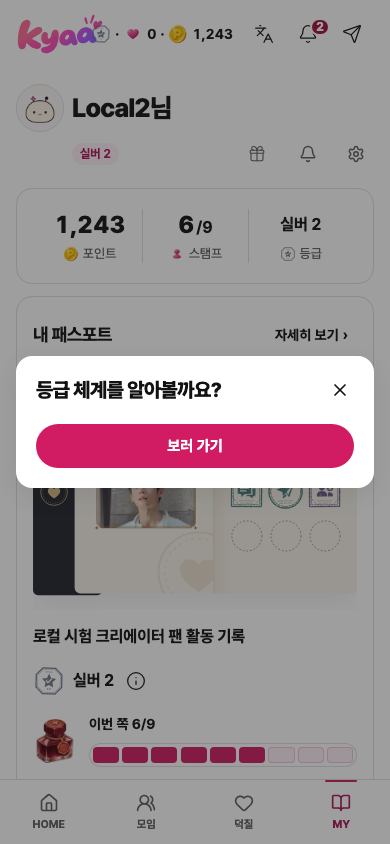 kyaa
· 0 · 1,243
2
Local2님
실버 2
1,243
포인트
6/9
스탬프
실버 2
등급
내 패스포트
자세히 보기 ›
등급 체계를 알아볼까요?
보러 가기
로컬 시험 크리에이터 팬 활동 기록
실버 2
이번 쪽 6/9
HOME
모임
덕질
MY